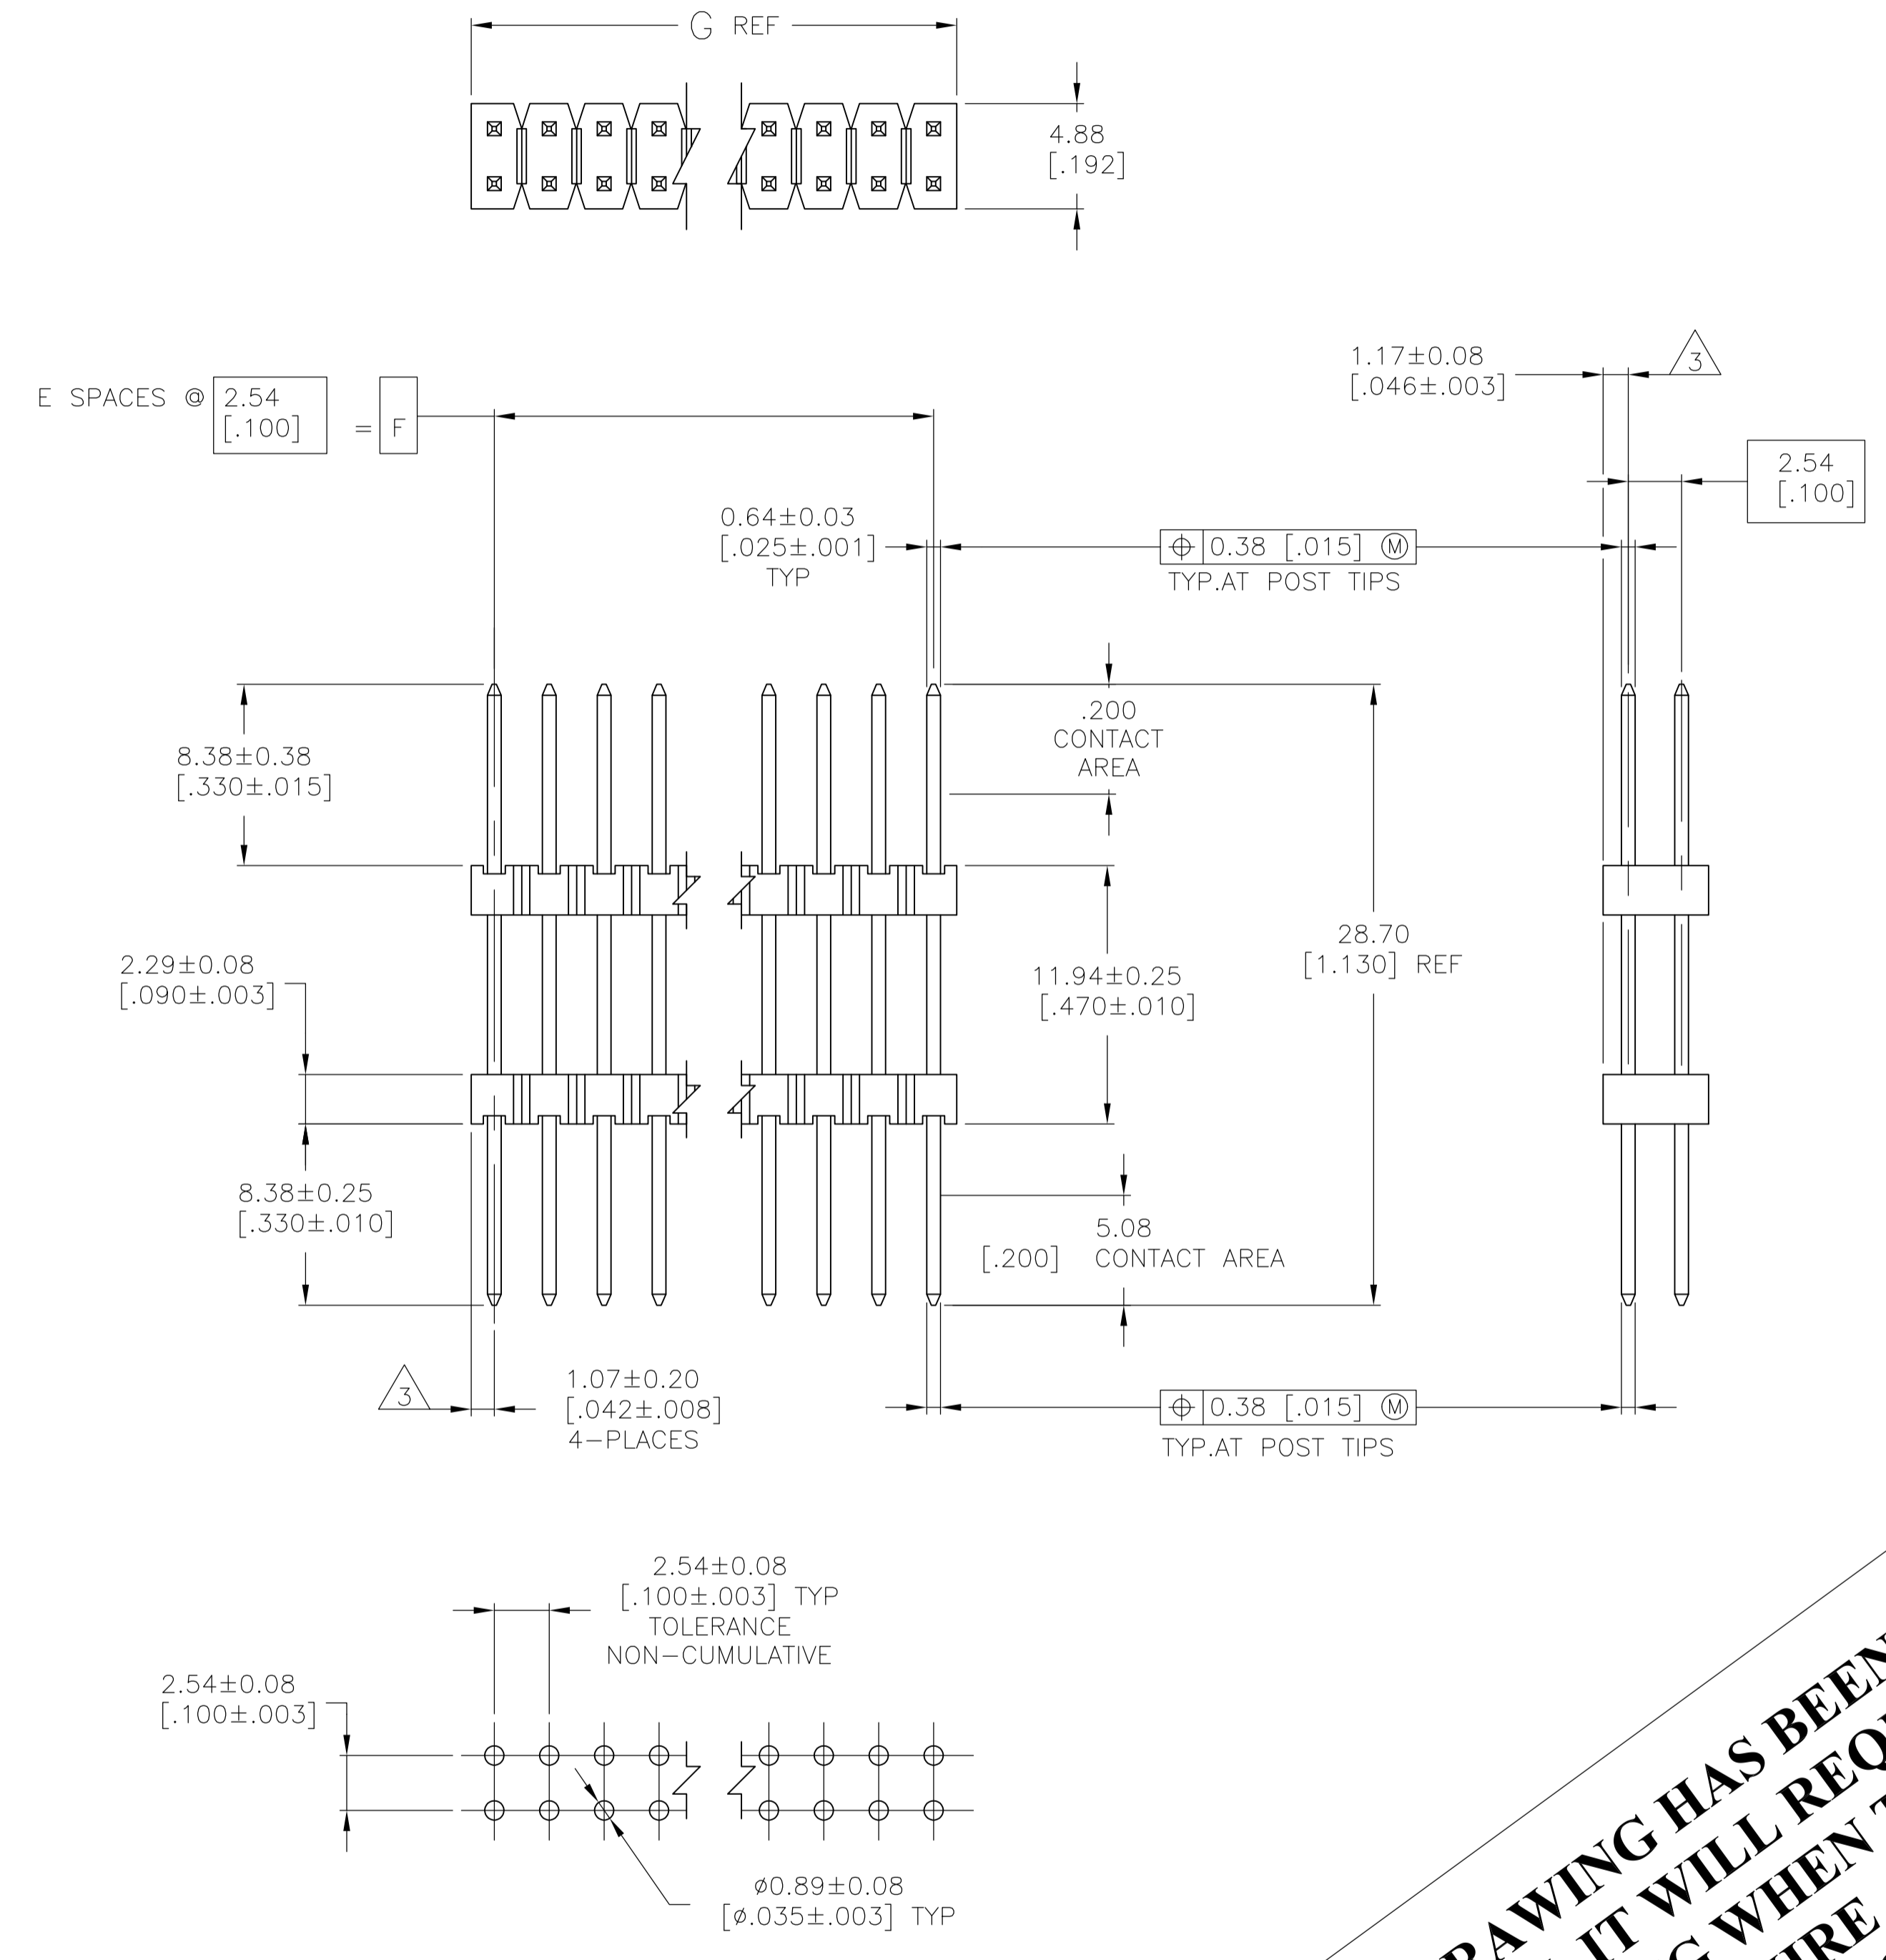 G REF
4.88
[.192]
1.17±0.08
[.046±.003]
3
E SPACES @ 2.54
[.100] = F
2.54
[.100]
0.64±0.03
[.025±.001]
TYP
⌖ 0.38 [.015] Ⓜ
TYP.AT POST TIPS
.200
CONTACT
AREA
8.38±0.38
[.330±.015]
28.70
[1.130] REF
2.29±0.08
[.090±.003]
11.94±0.25
[.470±.010]
8.38±0.25
[.330±.010]
5.08
[.200] CONTACT AREA
3
1.07±0.20
[.042±.008]
4-PLACES
⌖ 0.38 [.015] Ⓜ
TYP.AT POST TIPS
2.54±0.08
[.100±.003] TYP
TOLERANCE
NON-CUMULATIVE
2.54±0.08
[.100±.003]
ø0.89±0.08
[ø.035±.003] TYP
RAWING HAS BEEN
IT WILL REQU
G WHEN T
IRE